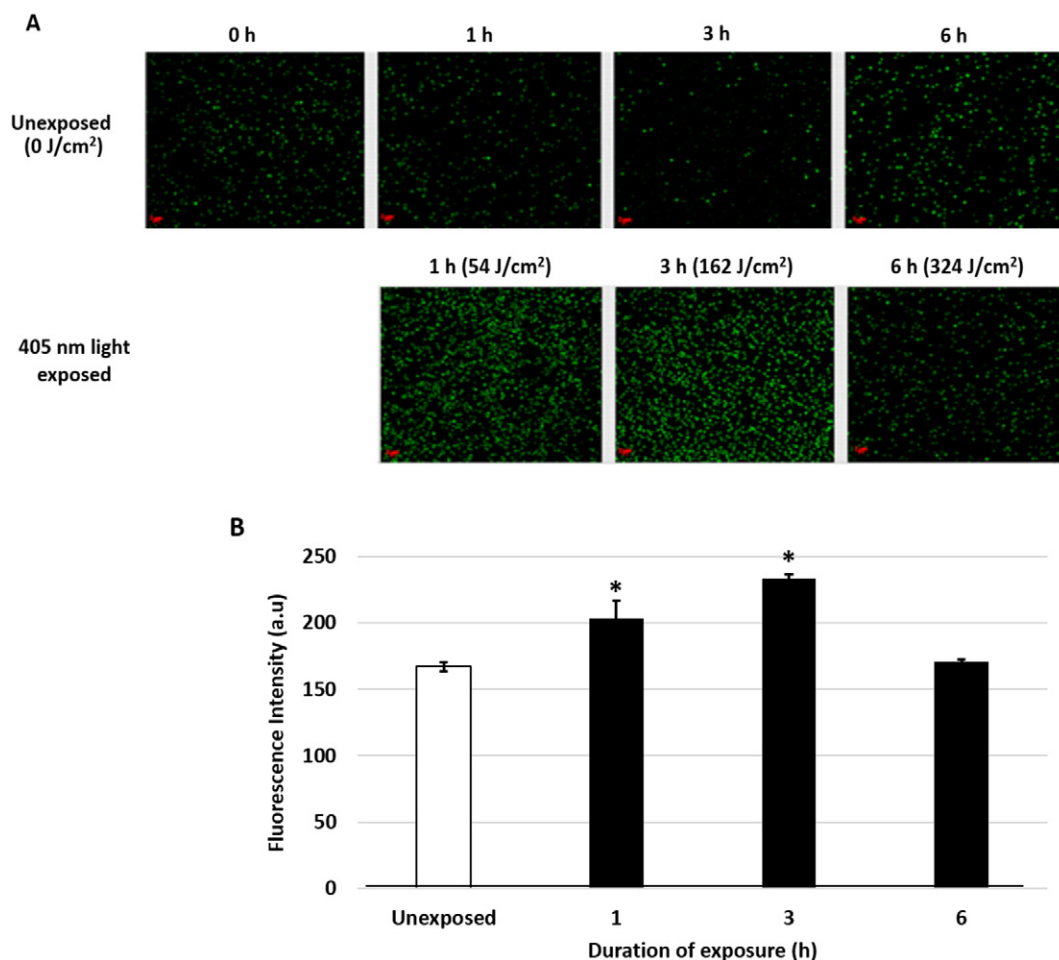 A
0 h
1 h
3 h
6 h
Unexposed
(0 J/cm²)
1 h (54 J/cm²)
3 h (162 J/cm²)
6 h (324 J/cm²)
405 nm light
exposed
B
250
200
150
100
50
0
Fluorescence Intensity (a.u)
*
*
Unexposed
1
3
6
Duration of exposure (h)